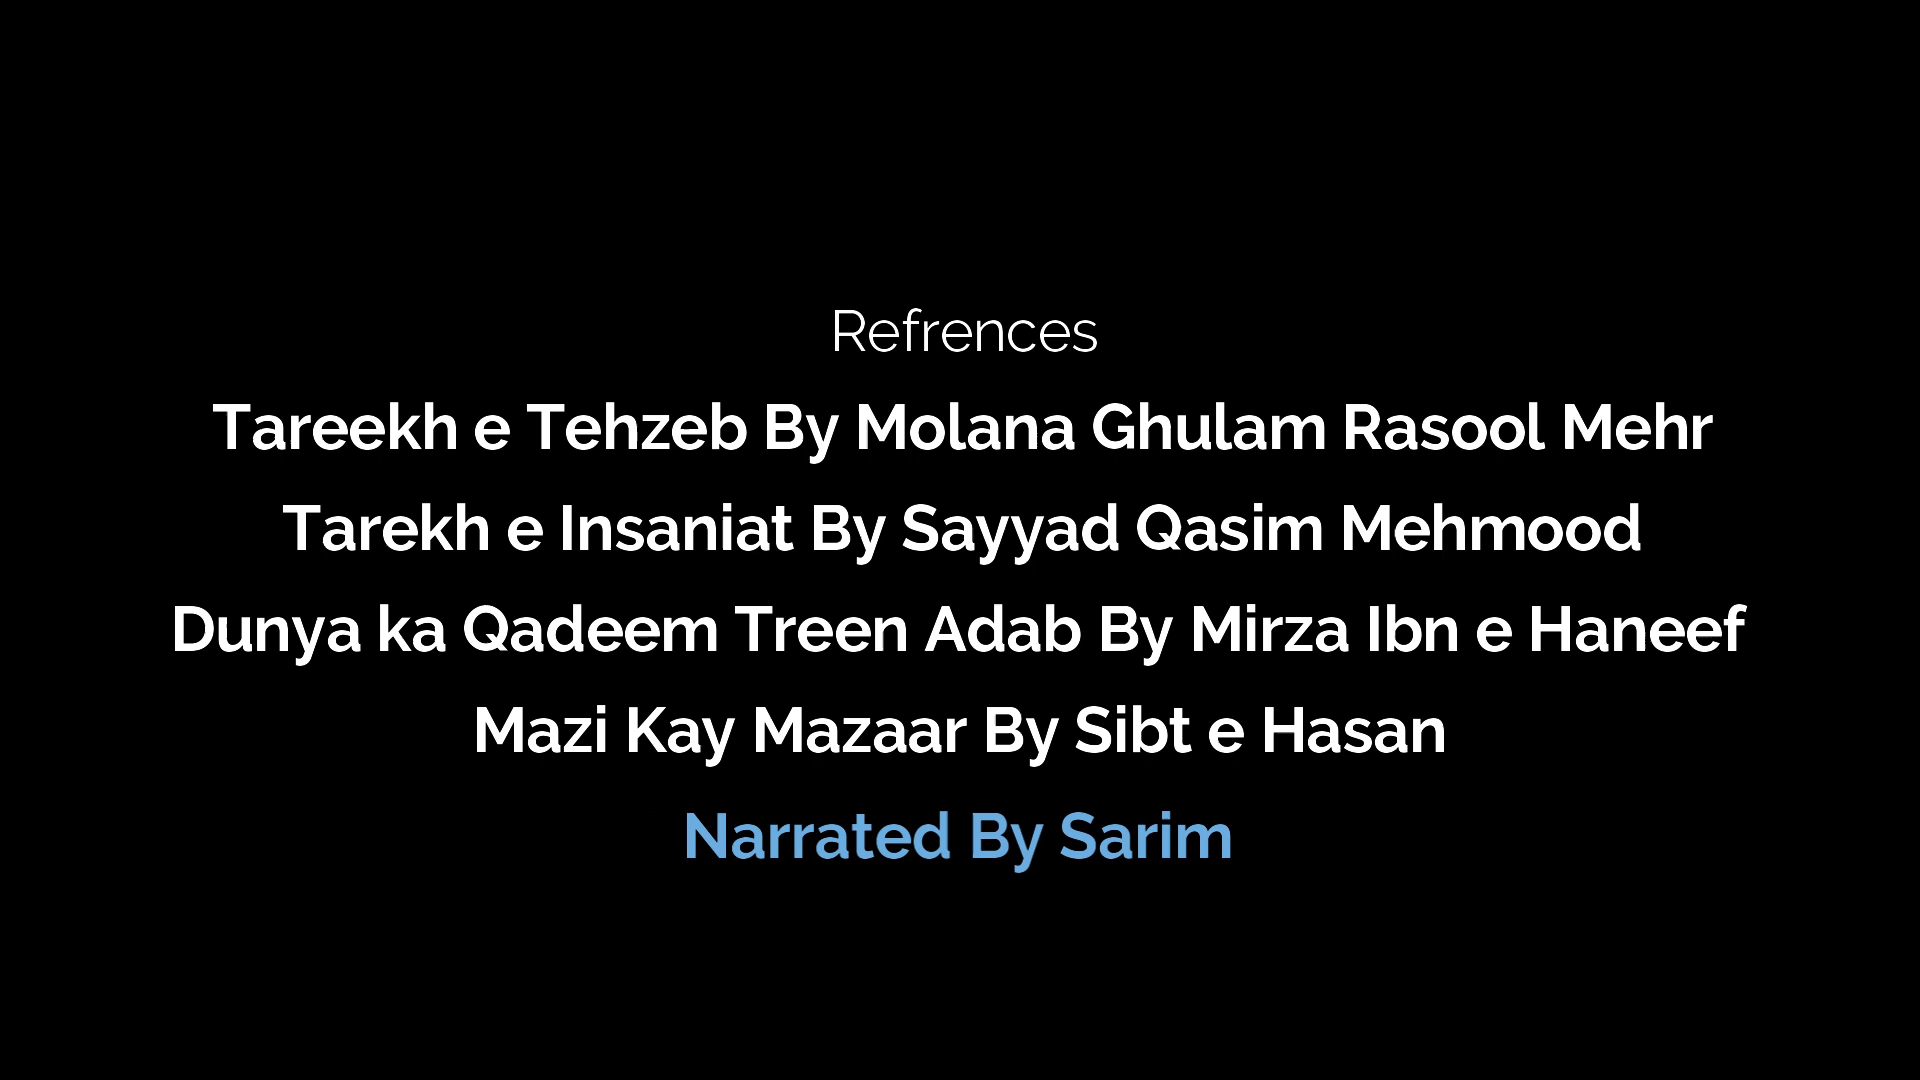 Refrences
Tareekh e Tehzeb By Molana Ghulam Rasool Mehr
Tarekh e Insaniat By Sayyad Qasim Mehmood
Dunya ka Qadeem Treen Adab By Mirza Ibn e Haneef
Mazi Kay Mazaar By Sibt e Hasan
Narrated By Sarim